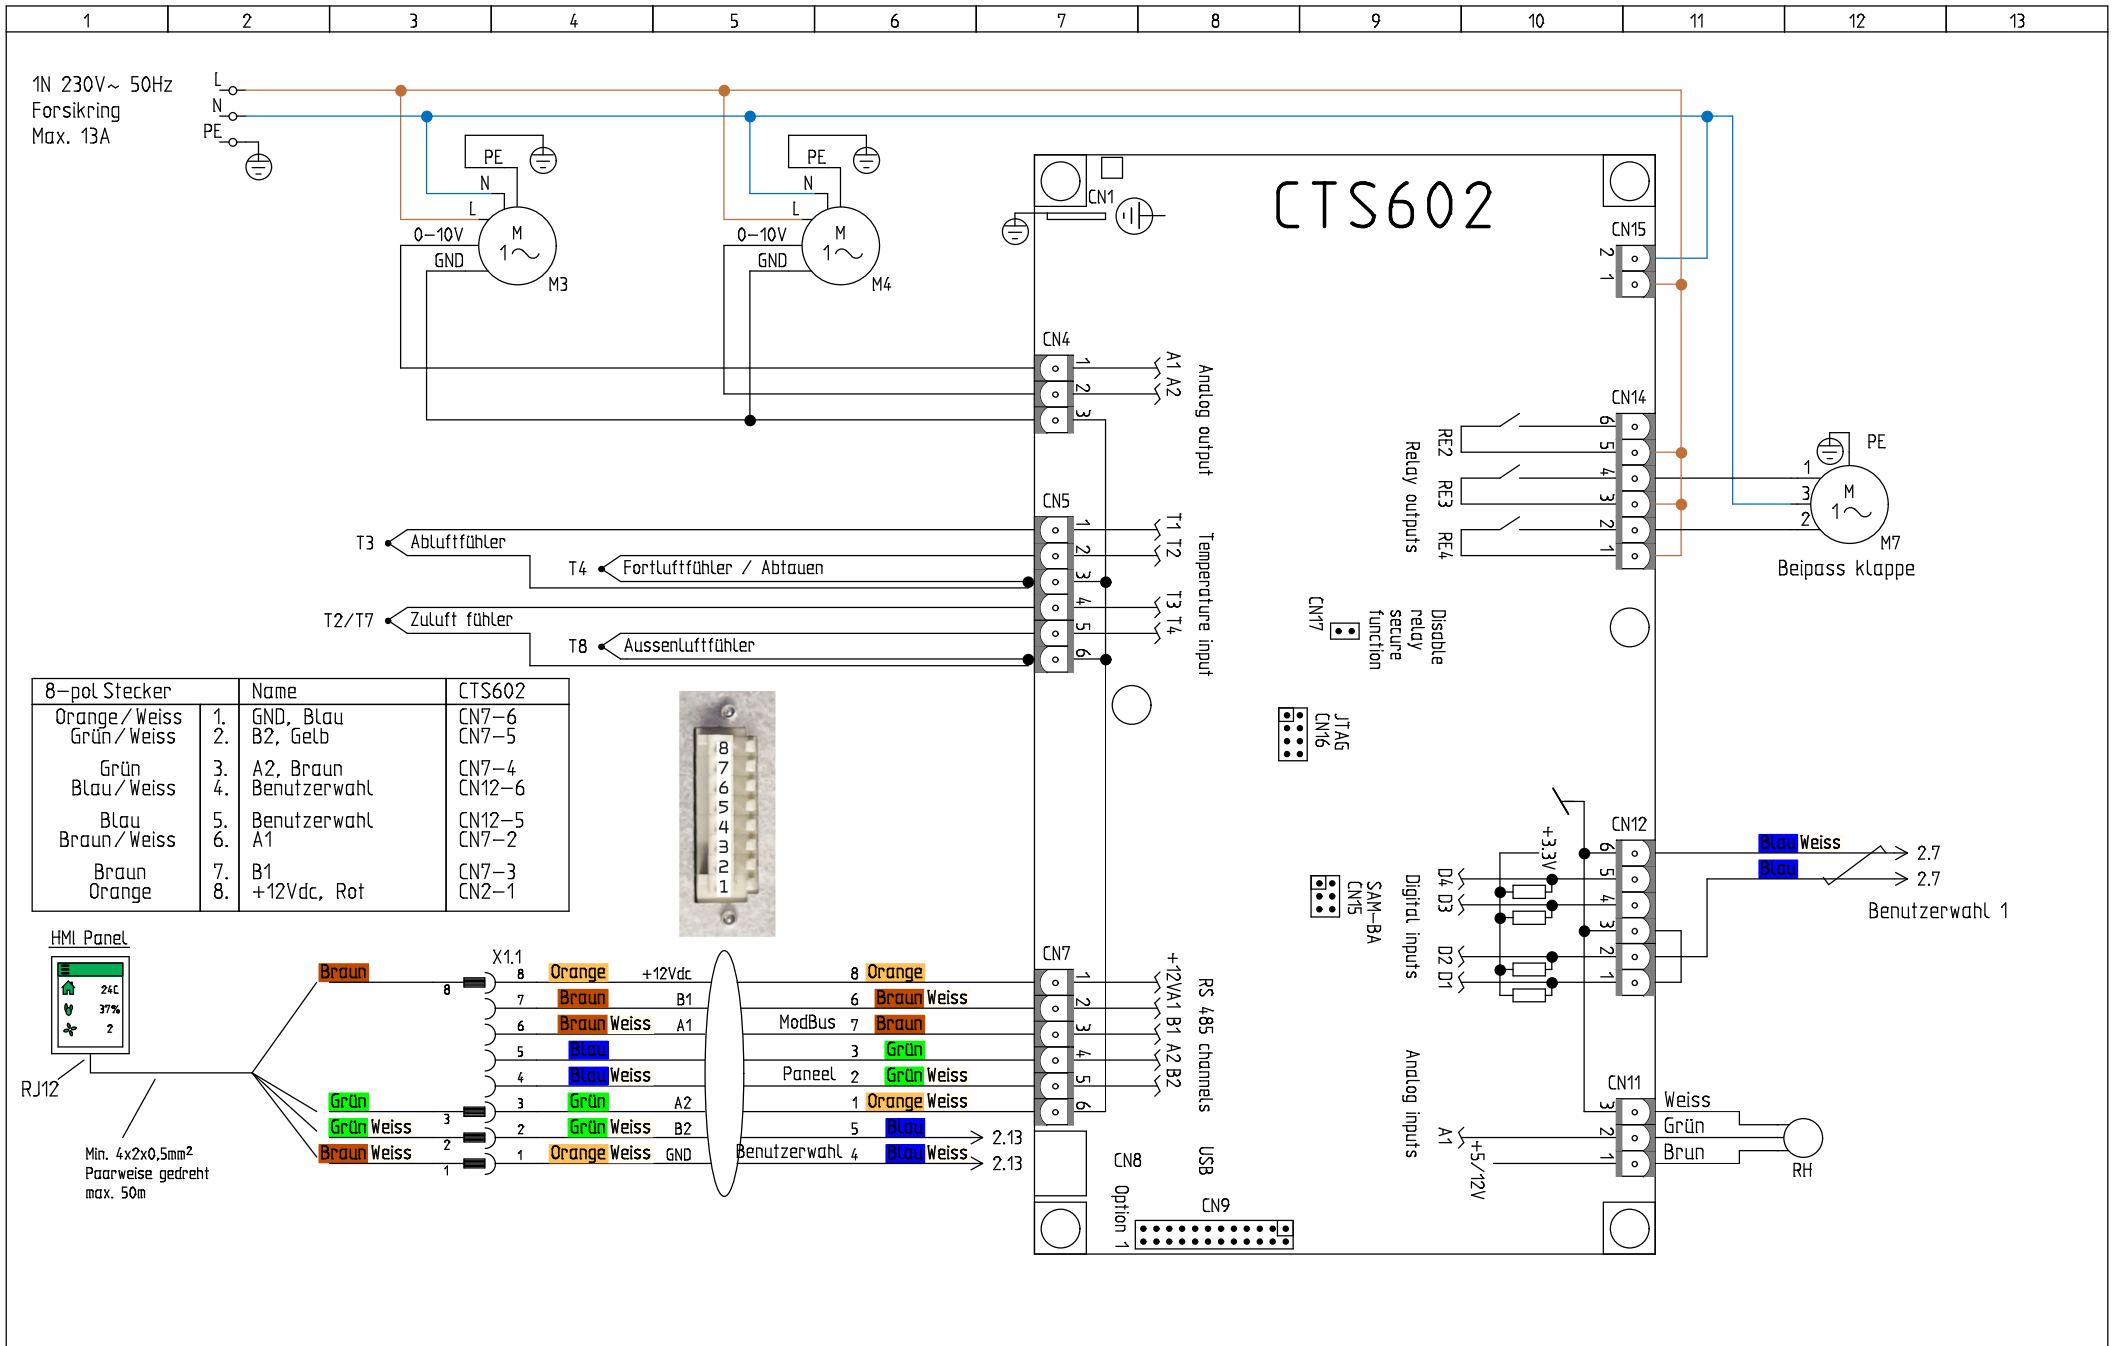 1 2 3 4 5 6 7 8 9 10 11 12 13
1N 230V~ 50Hz
Forsikring
Max. 13A
L
N
PE
PE
N
L
0-10V
GND
M
1~
M3
PE
N
L
0-10V
GND
M
1~
M4
CTS602
CN1
CN15
2
1
CN4
1
2
3
A1 A2
Analog output
CN14
6
5
4
3
2
1
RE2
RE3
RE4
Relay outputs
PE
1
3
2
M
1~
M7
Beipass klappe
CN5
1
2
3
4
5
6
T1 T2
T3 T4
Temperature input
T3 Abluftfühler
T4 Fortluftfühler / Abtauen
T2/T7 Zuluft fühler
T8 Aussenluftfühler
CN17
Disable
relay
secure
function
JTAG
CN16
8-pol Stecker Name CTS602
Orange/Weiss 1. GND, Blau CN7-6
Grün/Weiss 2. B2, Gelb CN7-5
Grün 3. A2, Braun CN7-4
Blau/Weiss 4. Benutzerwahl CN12-6
Blau 5. Benutzerwahl CN12-5
Braun/Weiss 6. A1 CN7-2
Braun 7. B1 CN7-3
Orange 8. +12Vdc, Rot CN2-1
8
7
6
5
4
3
2
1
+3.3V
CN12
6
5
4
3
2
1
D4 D3
D2 D1
Digital inputs
SAM-BA
CN15
Blau Weiss 2.7
Blau 2.7
Benutzerwahl 1
HMI Panel
24C
37%
2
RJ12
Min. 4x2x0,5mm²
Paarweise gedreht
max. 50m
X1.1
Braun 8 8 Orange +12Vdc 8 Orange
7 Braun B1 6 Braun Weiss
6 Braun Weiss A1 ModBus 7 Braun
5 Blau 3 Grün
4 Blau Weiss Paneel 2 Grün Weiss
Grün 3 3 Grün A2 1 Orange Weiss
Grün Weiss 2 2 Grün Weiss B2 5 Blau 2.13
Braun Weiss 1 1 Orange Weiss GND Benutzerwahl 4 Blau Weiss 2.13
CN7
1
2
3
4
5
6
+12V A1 B1 A2 B2
RS 485 channels
CN8
USB
Option 1
CN9
Analog inputs
A1
+5/12V
CN11
3
2
1
Weiss
Grün
Brun
RH